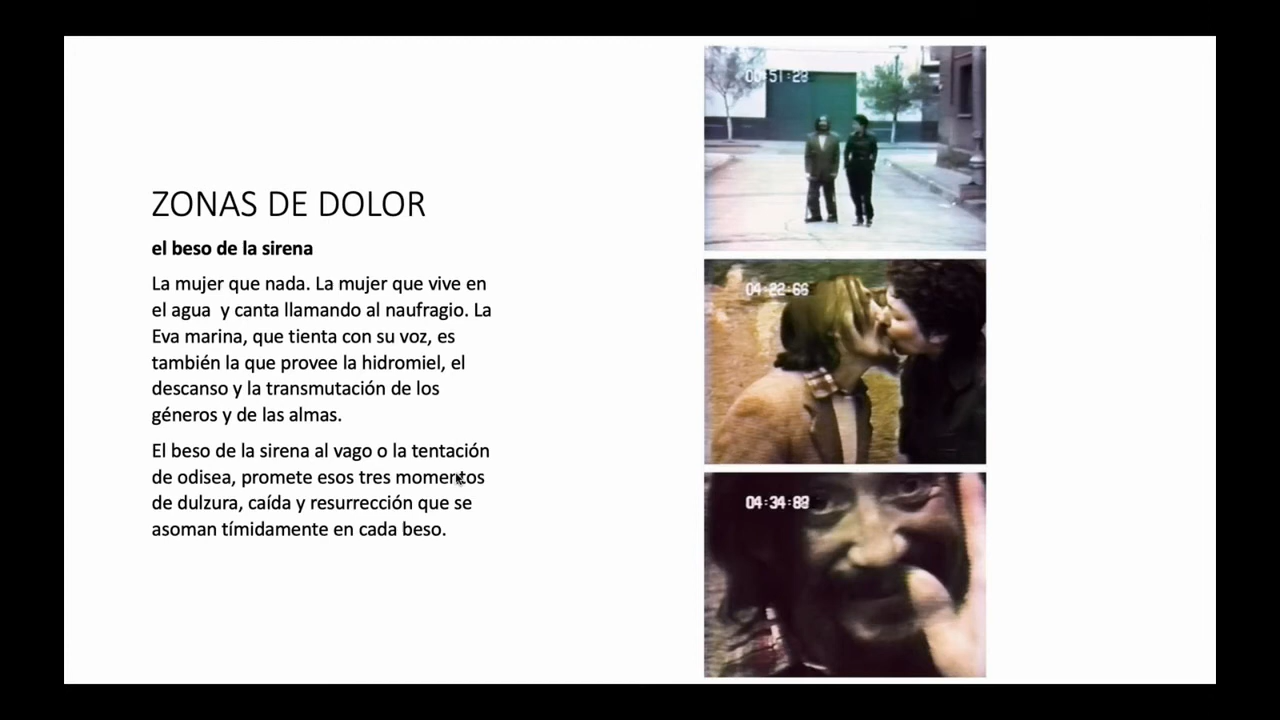 ZONAS DE DOLOR
el beso de la sirena
La mujer que nada. La mujer que vive en
el agua  y canta llamando al naufragio. La
Eva marina, que tienta con su voz, es
también la que provee la hidromiel, el
descanso y la transmutación de los
géneros y de las almas.
El beso de la sirena al vago o la tentación
de odisea, promete esos tres momentos
de dulzura, caída y resurrección que se
asoman tímidamente en cada beso.
04:22:66
04:34:88